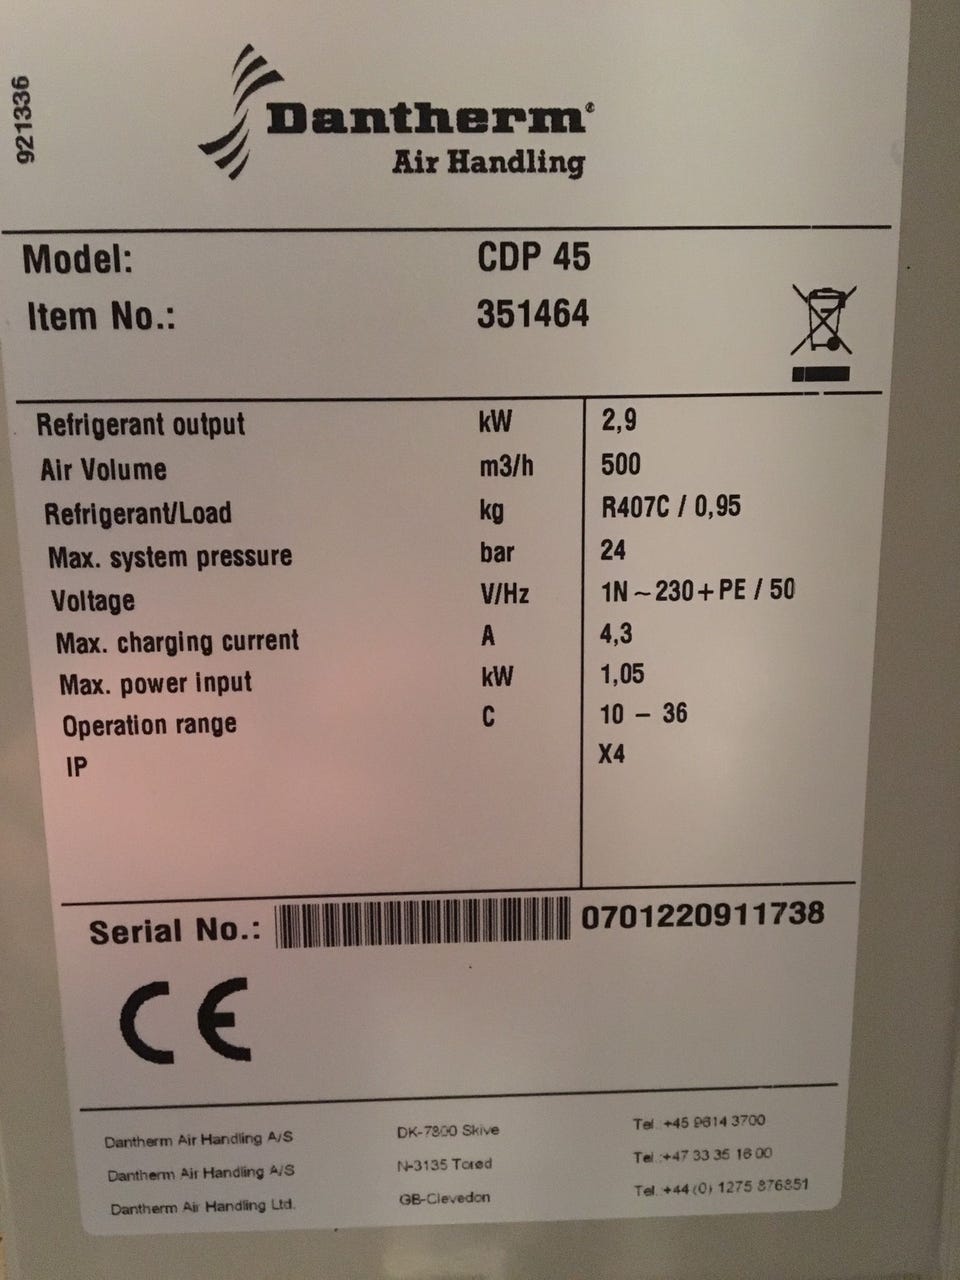 921336
Dantherm®
Air Handling
Model: CDP 45
Item No.: 351464
Refrigerant output kW 2,9
Air Volume m3/h 500
Refrigerant/Load kg R407C / 0,95
Max. system pressure bar 24
Voltage V/Hz 1N ~ 230+PE / 50
Max. charging current A 4,3
Max. power input kW 1,05
Operation range C 10 – 36
IP X4
Serial No.: 0701220911738
CE
Dantherm Air Handling A/S DK-7800 Skive Tel.:+45 9614 3700
Dantherm Air Handling A/S N-3135 Torød Tel.:+47 33 35 16 00
Dantherm Air Handling Ltd. GB-Clevedon Tel.:+44 (0) 1275 876851